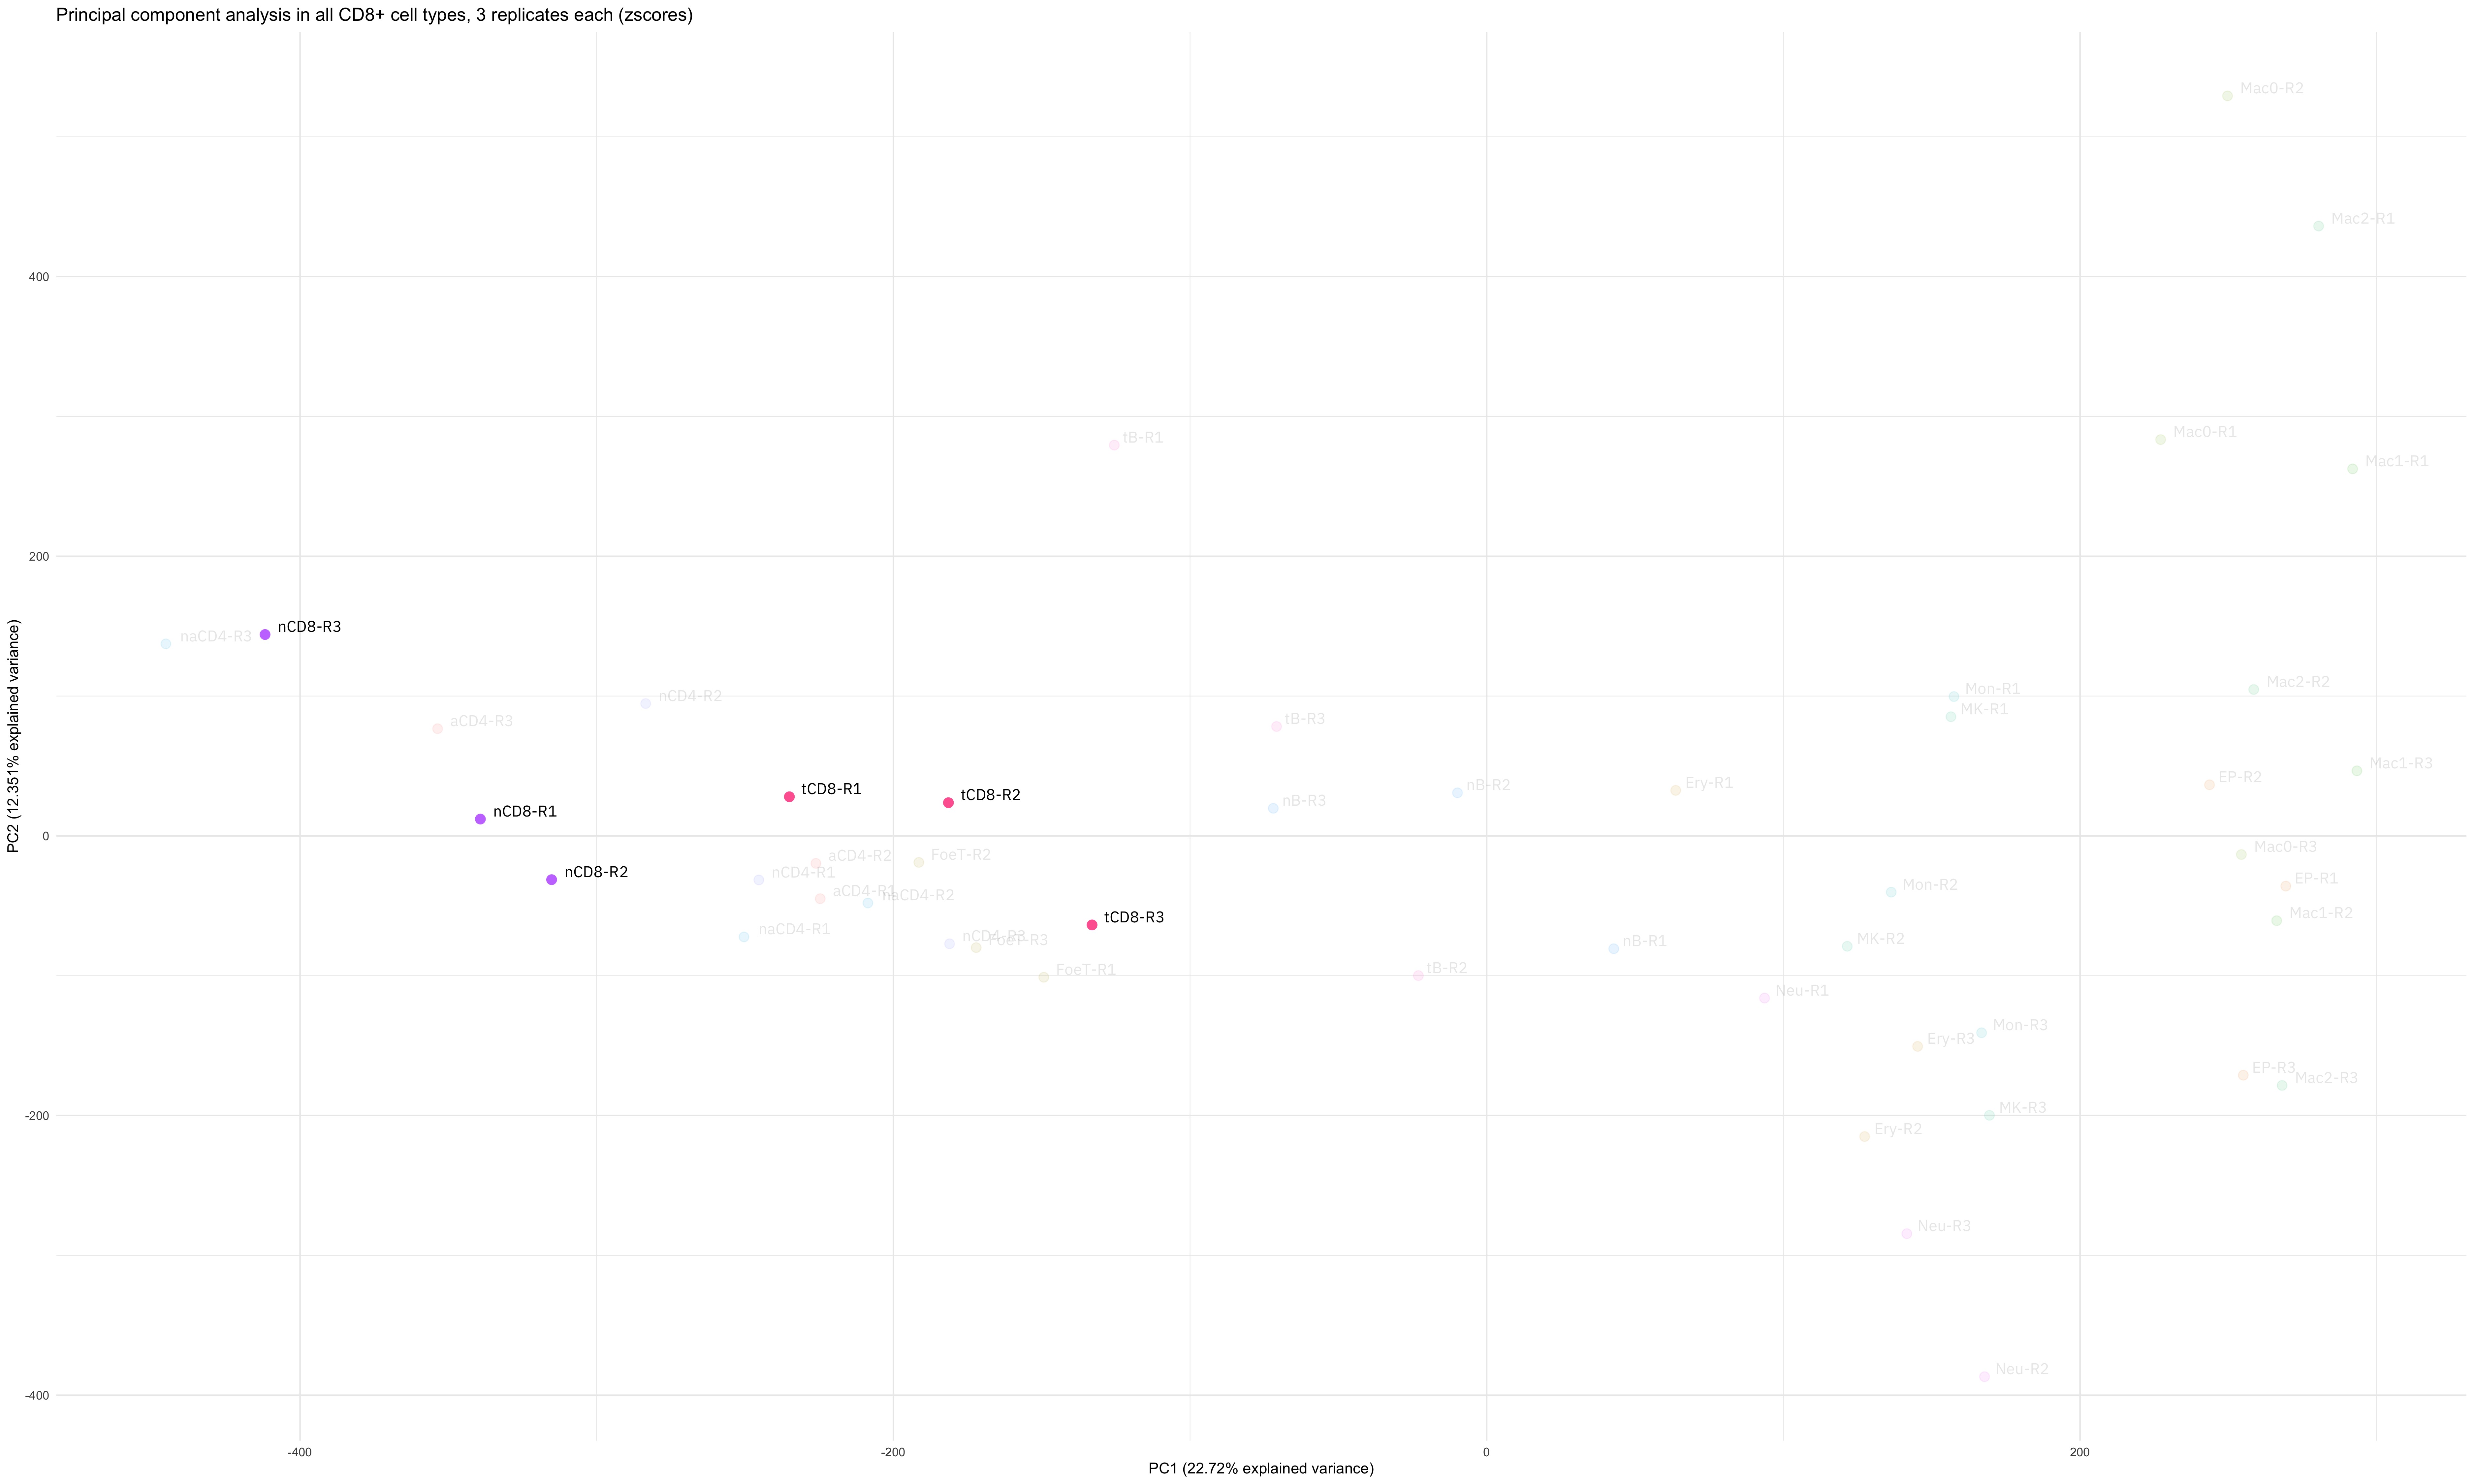 Principal component analysis in all CD8+ cell types, 3 replicates each (zscores)
Mac0-R2
Mac2-R1
400
tB-R1
Mac0-R1
Mac1-R1
200
naCD4-R3
nCD8-R3
aCD4-R3
nCD4-R2
tB-R3
Mon-R1
MK-R1
Mac2-R2
Mac1-R3
EP-R2
nCD8-R1
tCD8-R1
tCD8-R2
nB-R3
nB-R2
Ery-R1
0
nCD8-R2
nCD4-R1
aCD4-R2
FoeT-R2
Mac0-R3
EP-R1
aCD4-R1
naCD4-R2
Mon-R2
Mac1-R2
tCD8-R3
naCD4-R1
nCD4-R3
FoeT-R3
nB-R1
MK-R2
FoeT-R1
tB-R2
Neu-R1
Mon-R3
Ery-R3
EP-R3
Mac2-R3
-200
MK-R3
Ery-R2
Neu-R3
Neu-R2
-400
PC2 (12.351% explained variance)
-400
-200
0
200
PC1 (22.72% explained variance)